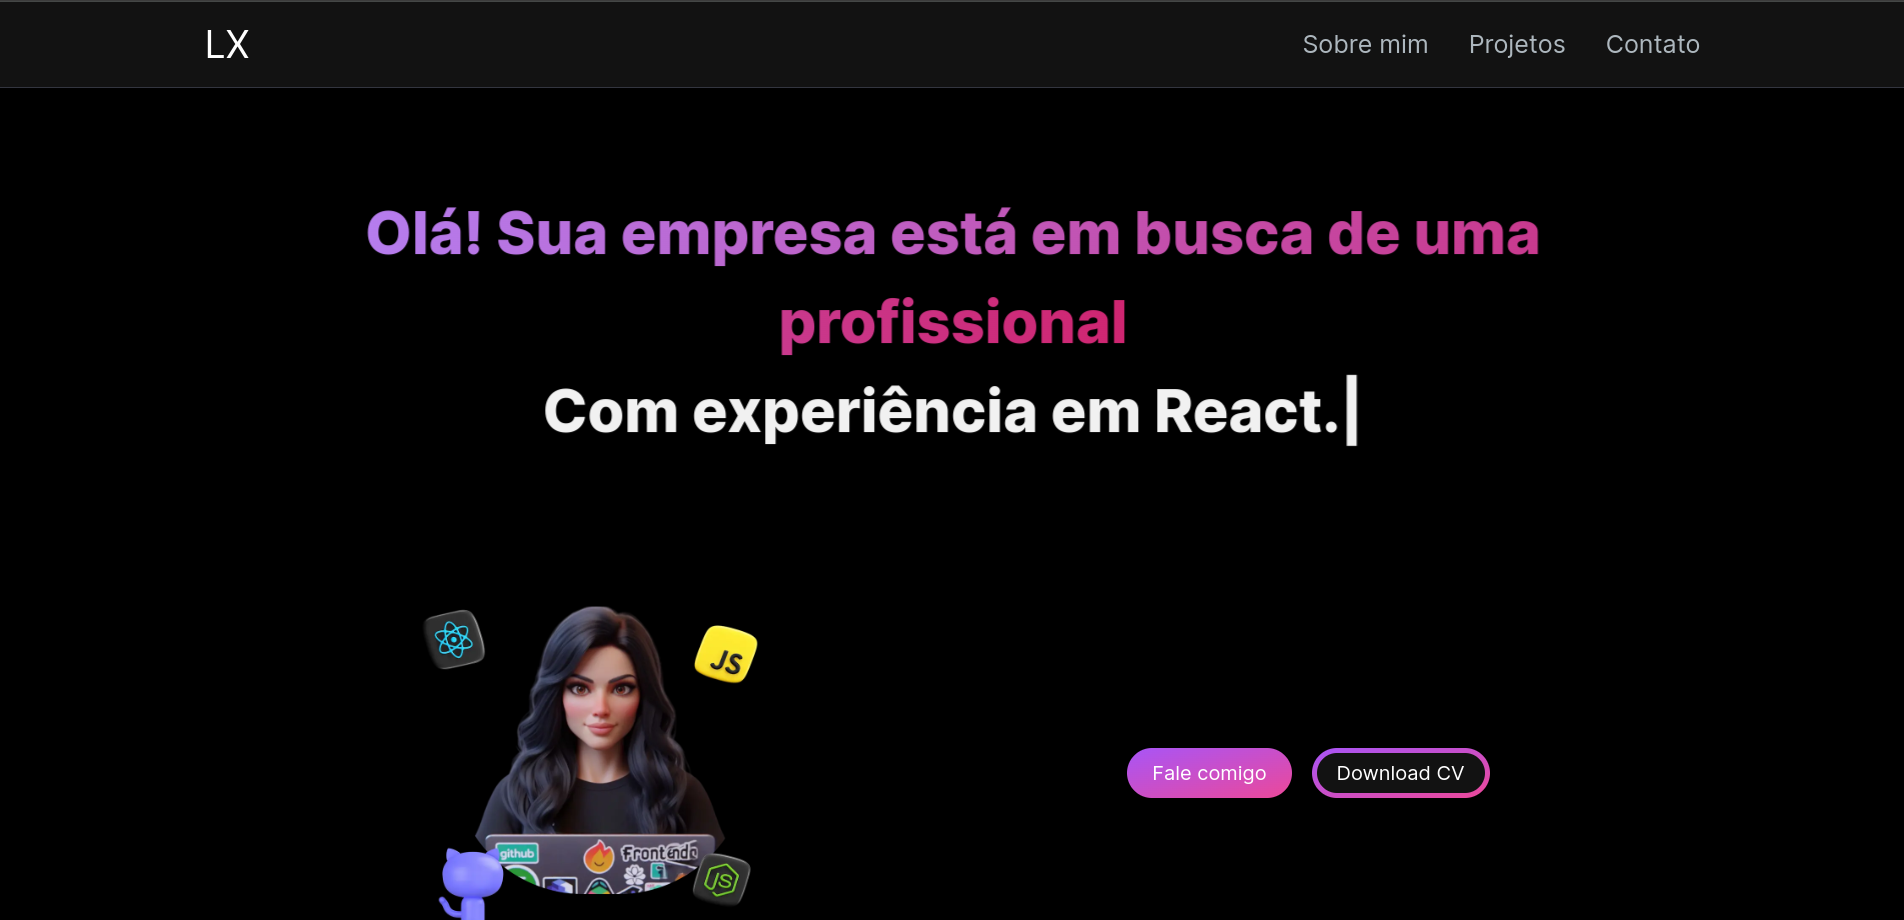 LX
Sobre mim
Projetos
Contato
Olá! Sua empresa está em busca de uma
profissional
Com experiência em React.|
JS
Fale comigo
Download CV
github
Frontendo
JS